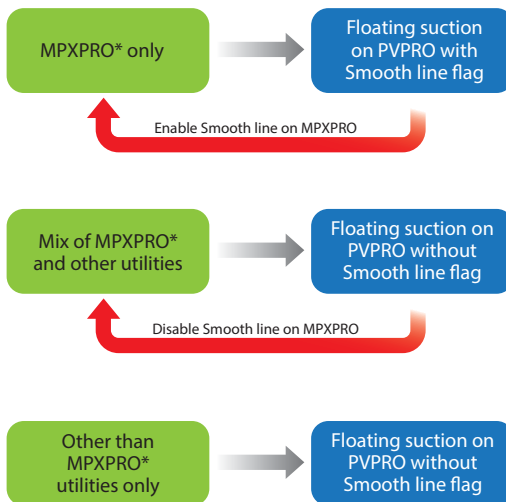 MPXPRO* only
Floating suction
on PVPRO with
Smooth line flag
Enable Smooth line on MPXPRO
Mix of MPXPRO*
and other utilities
Floating suction on
PVPRO without
Smooth line flag
Disable Smooth line on MPXPRO
Other than
MPXPRO*
utilities only
Floating suction on
PVPRO without
Smooth line flag